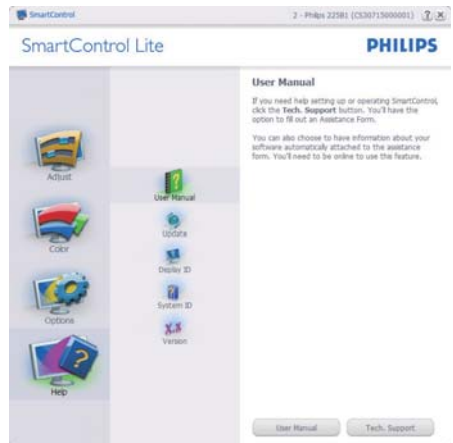 SmartControl
2 - Philips 225B1 (CS30715000001)
SmartControl Lite
PHILIPS
Adjust
Color
Options
Help
User Manual
Update
Display ID
System ID
X.X
Version
User Manual
If you need help setting up or operating SmartControl,
click the Tech. Support button. You'll have the
option to fill out an Assistance Form.
You can also choose to have information about your
software automatically attached to the assistance
form. You'll need to be online to use this feature.
User Manual
Tech. Support